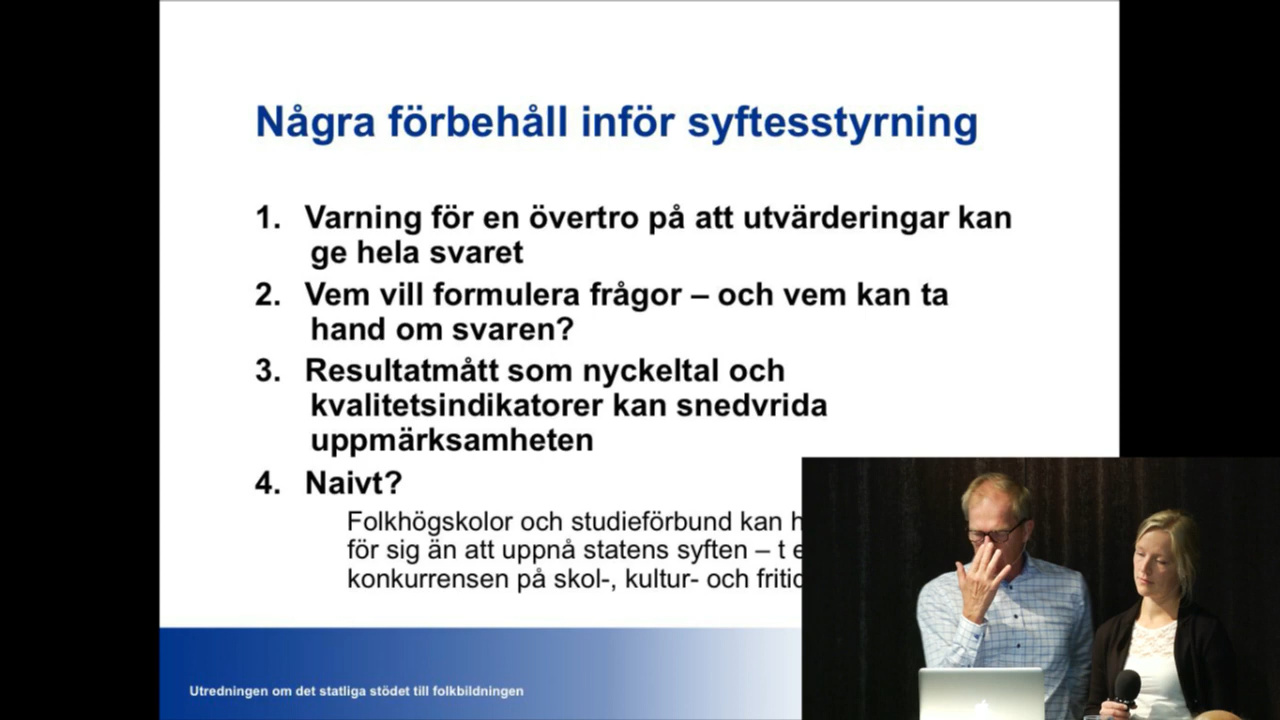 Några förbehåll inför syftesstyrning
1. Varning för en övertro på att utvärderingar kan
ge hela svaret
2. Vem vill formulera frågor – och vem kan ta
hand om svaren?
3. Resultatmått som nyckeltal och
kvalitetsindikatorer kan snedvrida
uppmärksamheten
4. Naivt?
Folkhögskolor och studieförbund kan
för sig än att uppnå statens syften – t
konkurrensen på skol-, kultur- och
Utredningen om det statliga stödet till folkbildningen